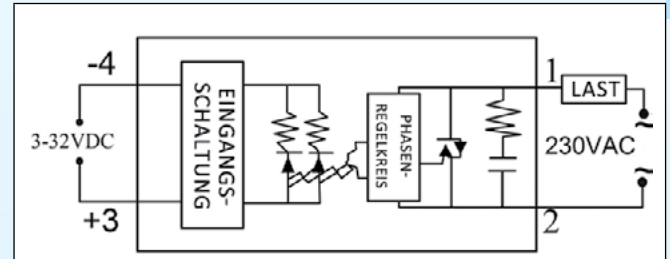 -4
3-32VDC
+3
EINGANGS-
SCHALTUNG
PHASEN-
REGELKREIS
1
LAST
~
230VAC
~
2